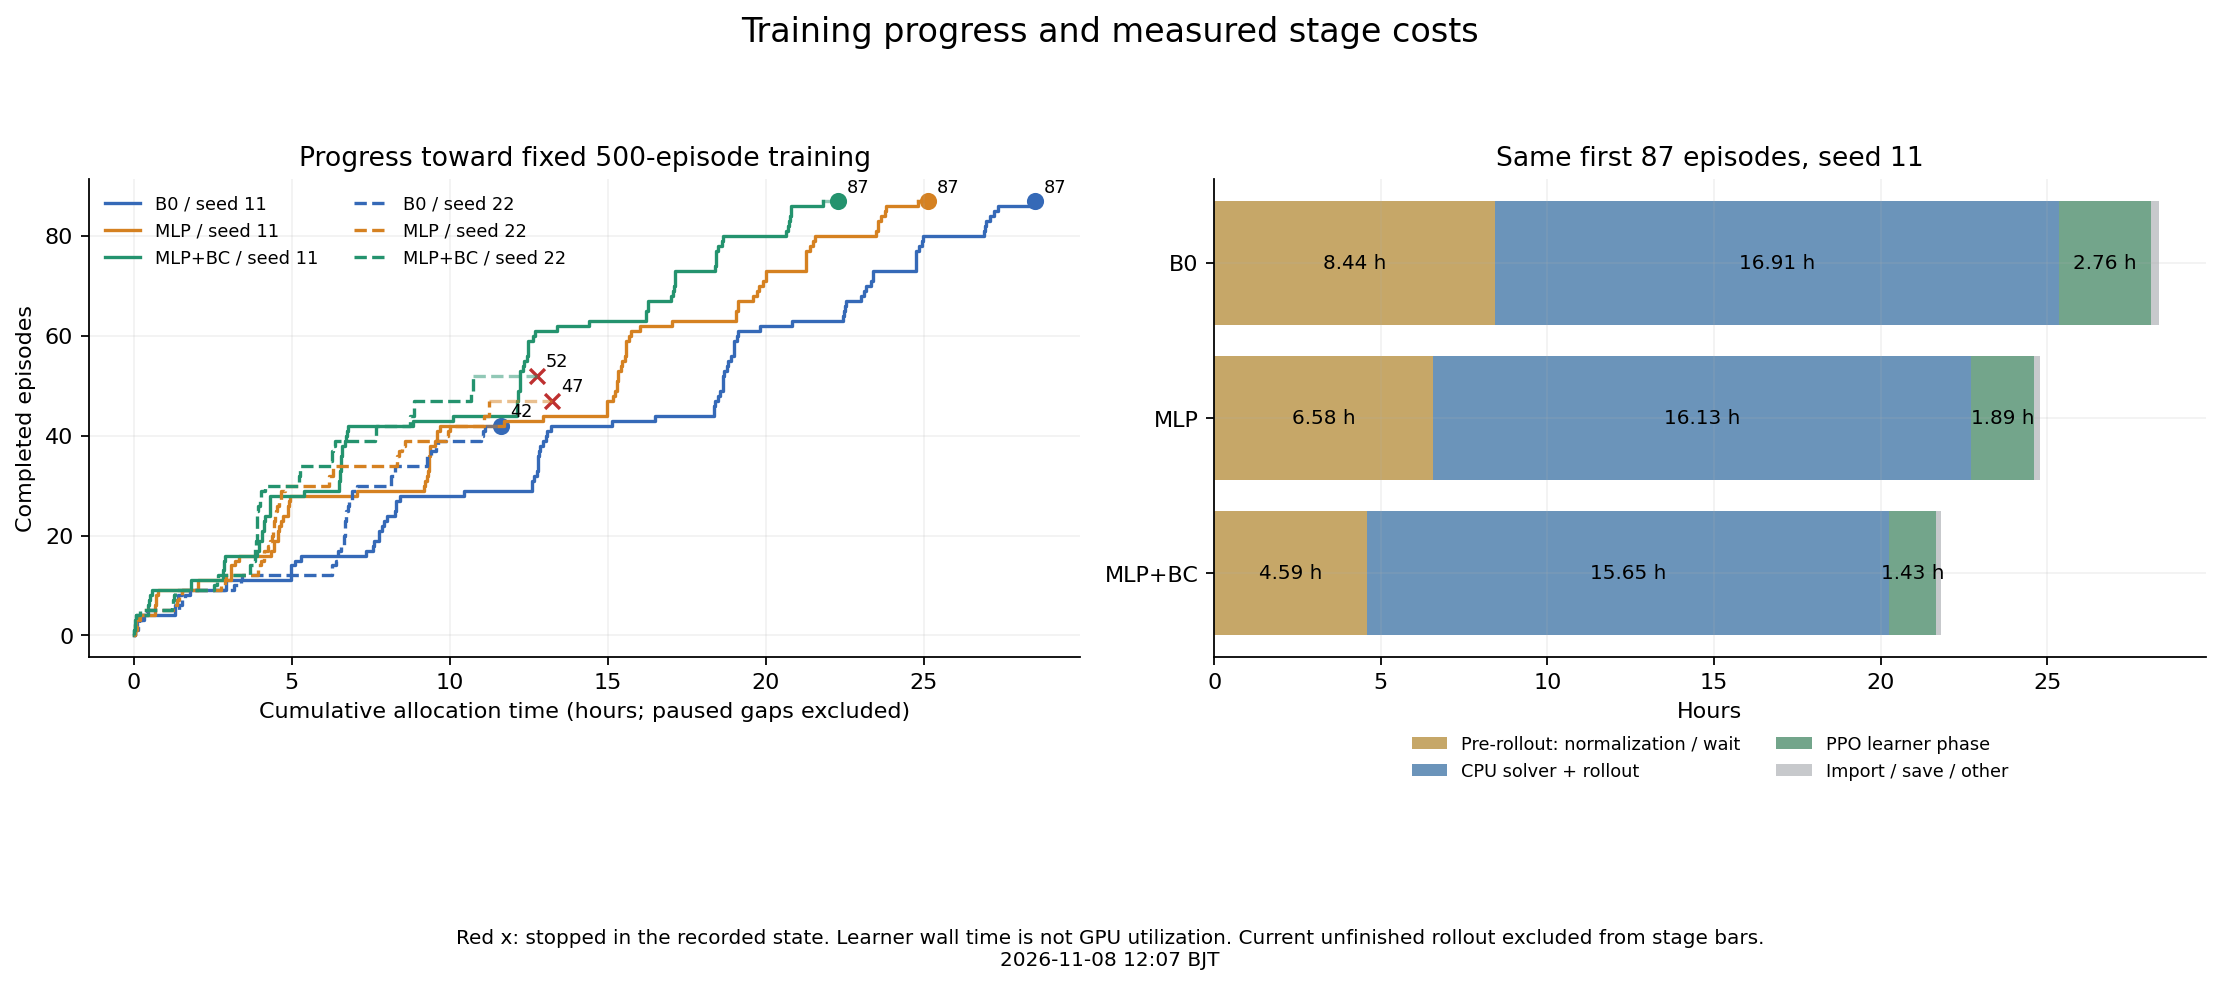 Training progress and measured stage costs
Progress toward fixed 500-episode training
B0 / seed 11
MLP / seed 11
MLP+BC / seed 11
B0 / seed 22
MLP / seed 22
MLP+BC / seed 22
87
87
87
52
47
42
Completed episodes
80
60
40
20
0
0
5
10
15
20
25
Cumulative allocation time (hours; paused gaps excluded)
Same first 87 episodes, seed 11
B0
8.44 h
16.91 h
2.76 h
MLP
6.58 h
16.13 h
1.89 h
MLP+BC
4.59 h
15.65 h
1.43 h
0
5
10
15
20
25
Hours
Pre-rollout: normalization / wait
CPU solver + rollout
PPO learner phase
Import / save / other
Red x: stopped in the recorded state. Learner wall time is not GPU utilization. Current unfinished rollout excluded from stage bars.
2026-11-08 12:07 BJT